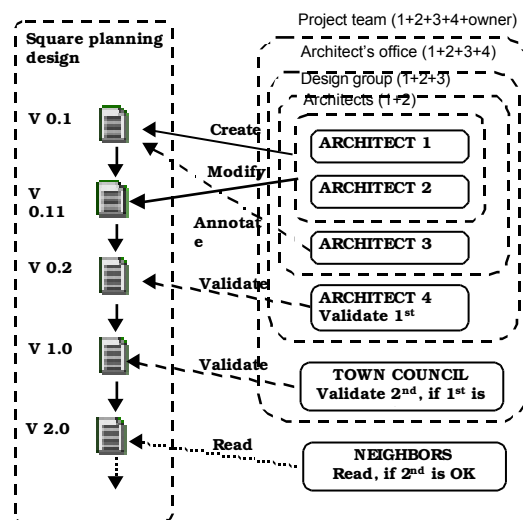 Project team (1+2+3+4+owner)
Square planning
design
Architect's office (1+2+3+4)
Design group (1+2+3)
Architects (1+2)
V 0.1
Create
ARCHITECT 1
Modify
ARCHITECT 2
V
0.11
Annotat
e
ARCHITECT 3
V 0.2
Validate
ARCHITECT 4
Validate 1st
V 1.0
Validate
TOWN COUNCIL
Validate 2nd, if 1st is
V 2.0
Read
NEIGHBORS
Read, if 2nd is OK